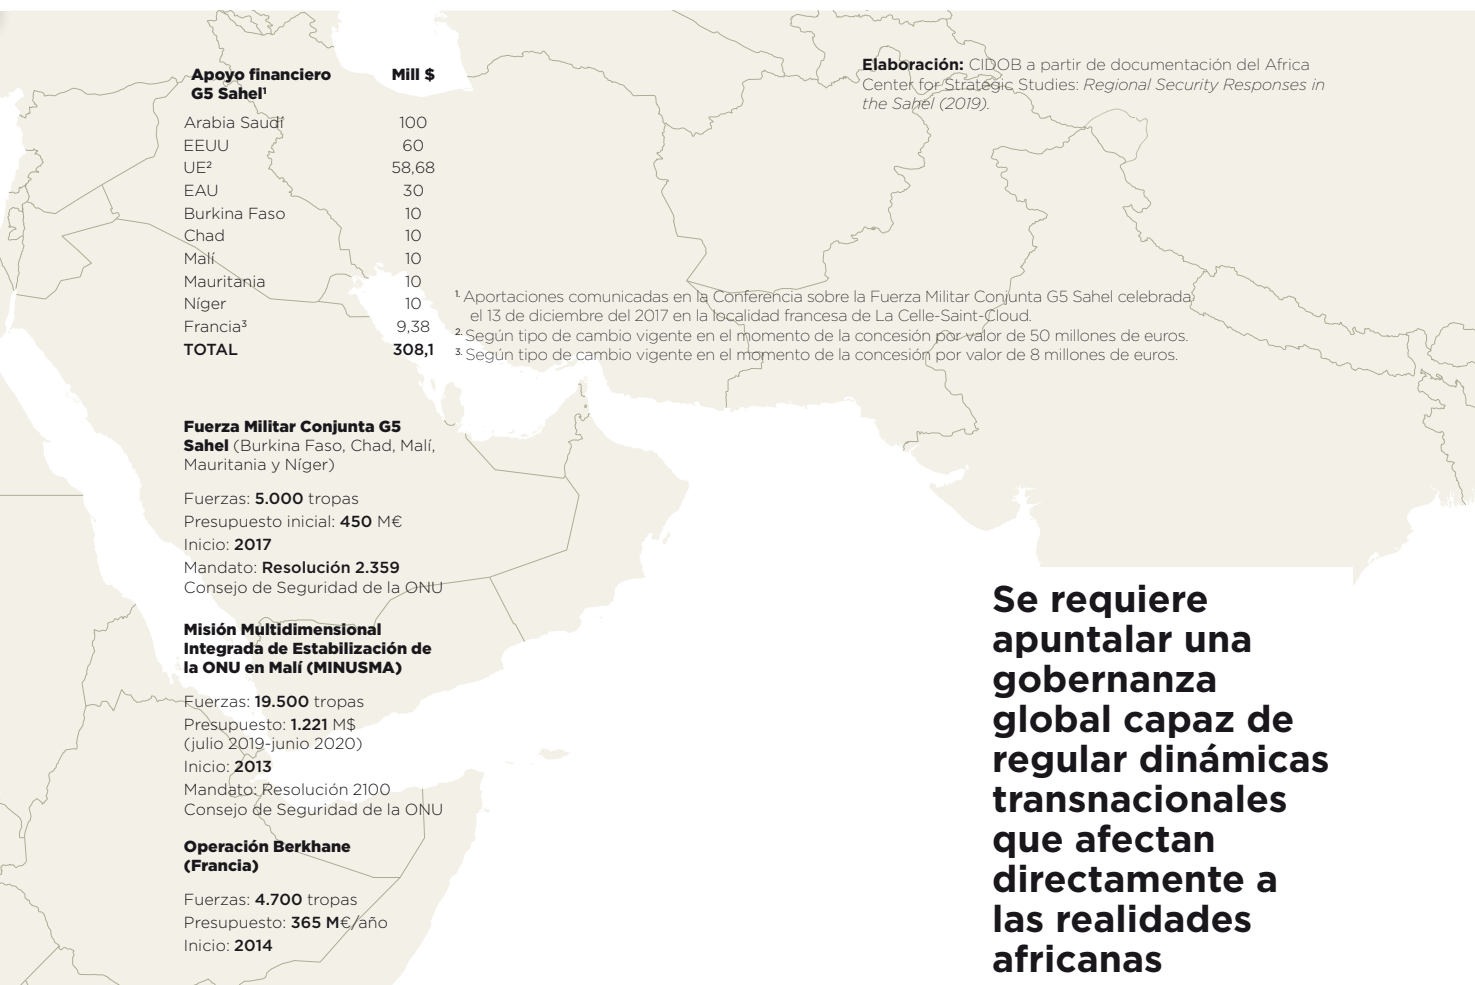 Apoyo financiero Mill $
G5 Sahel¹
Arabia Saudí 100
EEUU 60
UE² 58,68
EAU 30
Burkina Faso 10
Chad 10
Malí 10
Mauritania 10
Níger 10
Francia³ 9,38
TOTAL 308,1
Elaboración: CIDOB a partir de documentación del Africa
Center for Strategic Studies: Regional Security Responses in
the Sahel (2019).
1. Aportaciones comunicadas en la Conferencia sobre la Fuerza Militar Conjunta G5 Sahel celebrada
el 13 de diciembre del 2017 en la localidad francesa de La Celle-Saint-Cloud.
2. Según tipo de cambio vigente en el momento de la concesión por valor de 50 millones de euros.
3. Según tipo de cambio vigente en el momento de la concesión por valor de 8 millones de euros.
Fuerza Militar Conjunta G5
Sahel (Burkina Faso, Chad, Malí,
Mauritania y Níger)
Fuerzas: 5.000 tropas
Presupuesto inicial: 450 M€
Inicio: 2017
Mandato: Resolución 2.359
Consejo de Seguridad de la ONU
Misión Multidimensional
Integrada de Estabilización de
la ONU en Malí (MINUSMA)
Fuerzas: 19.500 tropas
Presupuesto: 1.221 M$
(julio 2019-junio 2020)
Inicio: 2013
Mandato: Resolución 2100
Consejo de Seguridad de la ONU
Operación Berkhane
(Francia)
Fuerzas: 4.700 tropas
Presupuesto: 365 M€/año
Inicio: 2014
Se requiere
apuntalar una
gobernanza
global capaz de
regular dinámicas
transnacionales
que afectan
directamente a
las realidades
africanas